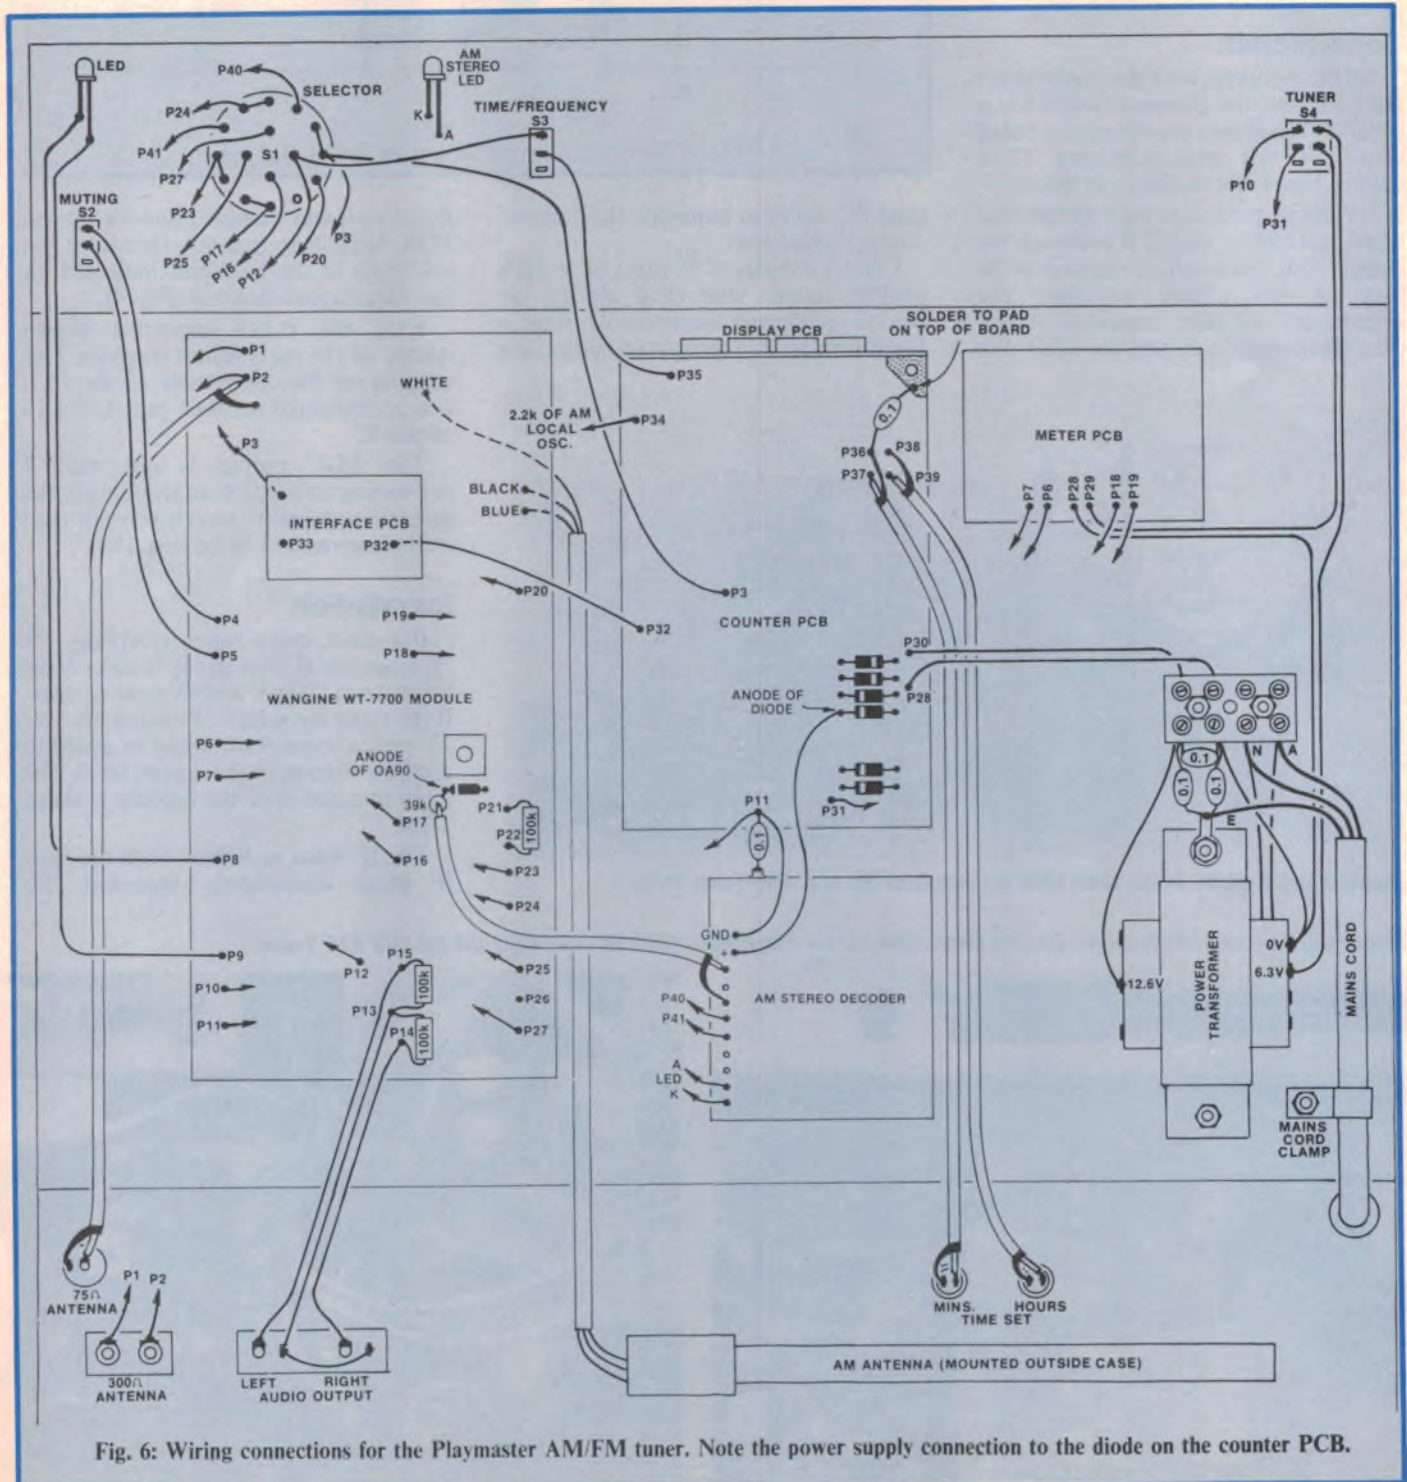 LED
P40
SELECTOR
AM
STEREO
LED
K
A
TIME/FREQUENCY
S3
TUNER
S4
P24
P41
S1
P27
P23
P25
P17
P16
P12
P20
P3
P10
P31
MUTING
S2
P1
P2
P3
WHITE
2.2k OF AM
LOCAL
OSC.
DISPLAY PCB
SOLDER TO PAD
ON TOP OF BOARD
P35
P34
0.1
P36
P38
P37
P39
METER PCB
P7
P6
P28
P29
P18
P19
BLACK
BLUE
INTERFACE PCB
P33
P32
P20
P3
P4
P19
P32
COUNTER PCB
P5
P18
P30
WANGINE WT-7700 MODULE
ANODE OF
DIODE
P28
P6
P7
ANODE
OF OA90
39k
P21
P22
100k
P17
P16
P11
0.1
P31
N
A
0.1
0.1
0.1
E
P8
P23
P24
GND
+
P9
P12
P15
P25
P10
P13
100k
P26
P11
P14
100k
P27
P40
P41
AM STEREO DECODER
A
LED
K
12.6V
POWER
TRANSFORMER
0V
6.3V
MAINS CORD
MAINS
CORD
CLAMP
75Ω
ANTENNA
P1
P2
300Ω
ANTENNA
LEFT
RIGHT
AUDIO OUTPUT
MINS.
HOURS
TIME SET
AM ANTENNA (MOUNTED OUTSIDE CASE)
Fig. 6: Wiring connections for the Playmaster AM/FM tuner. Note the power supply connection to the diode on the counter PCB.